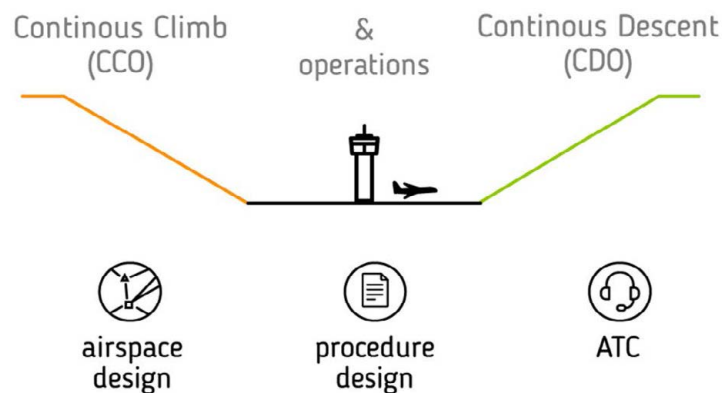 Continous Climb
(CCO)
&
operations
Continous Descent
(CDO)
airspace
design
procedure
design
ATC